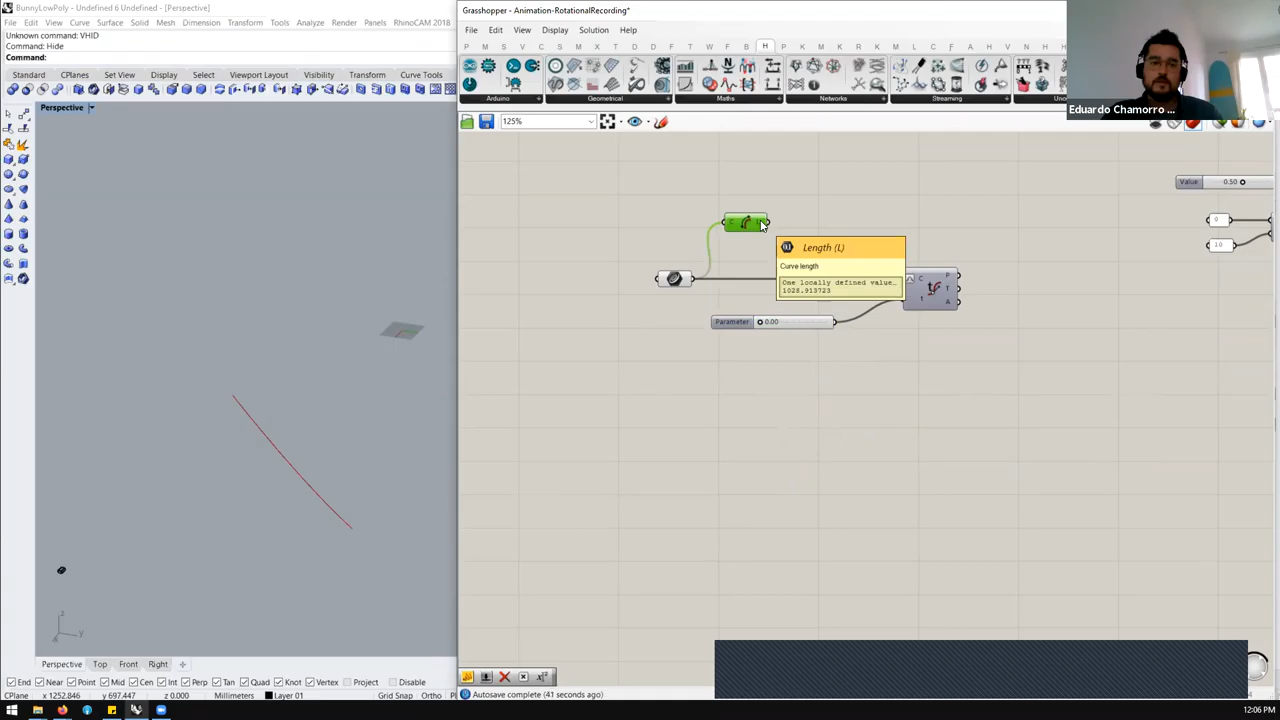 BunnyLowPoly - Undefined 6 Undefined - [Perspective]
File Edit View Curve Surface Solid Mesh Dimension Transform Tools Analyze Render Panels RhinoCAM 2018
Unknown command: VHID
Command: Hide
Command:
Standard CPlanes Set View Display Select Viewport Layout Visibility Transform Curve Tools
Perspective
z
y
x
Perspective Top Front Right
End Near Point Mid Cen Int Perp Tan Quad Knot Vertex Project Disable
CPlane x 1252.846 y 697.447 z 0.000 Millimeters Layer 01 Grid Snap Ortho
Grasshopper - Animation-RotationalRecording*
File Edit View Display Solution Help
P M S V C S M X T W F B H P K A M K M L C F N H
Arduino Geometrical Maths Networks Streaming
125%
Eduardo Chamorro ...
Value 0.50
0
10
C
Length (L)
Curve length
One locally defined value...
1028.913723
C t P T A
Parameter 0.00
Autosave complete (41 seconds ago)
12:06 PM